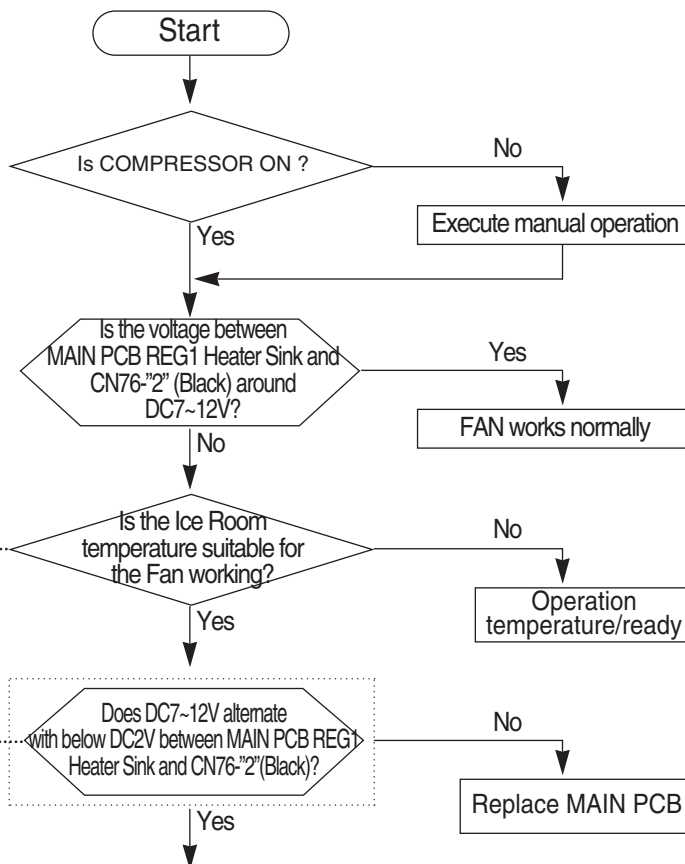 Start
Is COMPRESSOR ON ?
No
Execute manual operation
Yes
Is the voltage between
MAIN PCB REG1 Heater Sink and
CN76-”2” (Black) around
DC7~12V?
Yes
FAN works normally
No
Is the Ice Room
temperature suitable for
the Fan working?
No
Operation
temperature/ready
Yes
Does DC7~12V alternate
with below DC2V between MAIN PCB REG1
Heater Sink and CN76-”2”(Black)?
No
Replace MAIN PCB
Yes